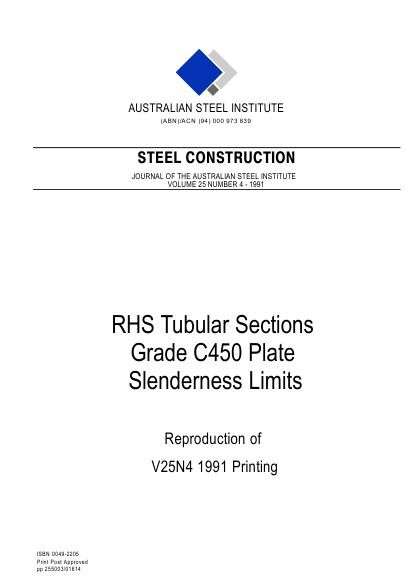 AUSTRALIAN STEEL INSTITUTE
(ABN)/ACN (94) 000 973 839
STEEL CONSTRUCTION
JOURNAL OF THE AUSTRALIAN STEEL INSTITUTE
VOLUME 25 NUMBER 4 - 1991
RHS Tubular Sections
Grade C450 Plate
Slenderness Limits
Reproduction of
V25N4 1991 Printing
ISBN 0049-2205
Print Post Approved
pp 255003/01614